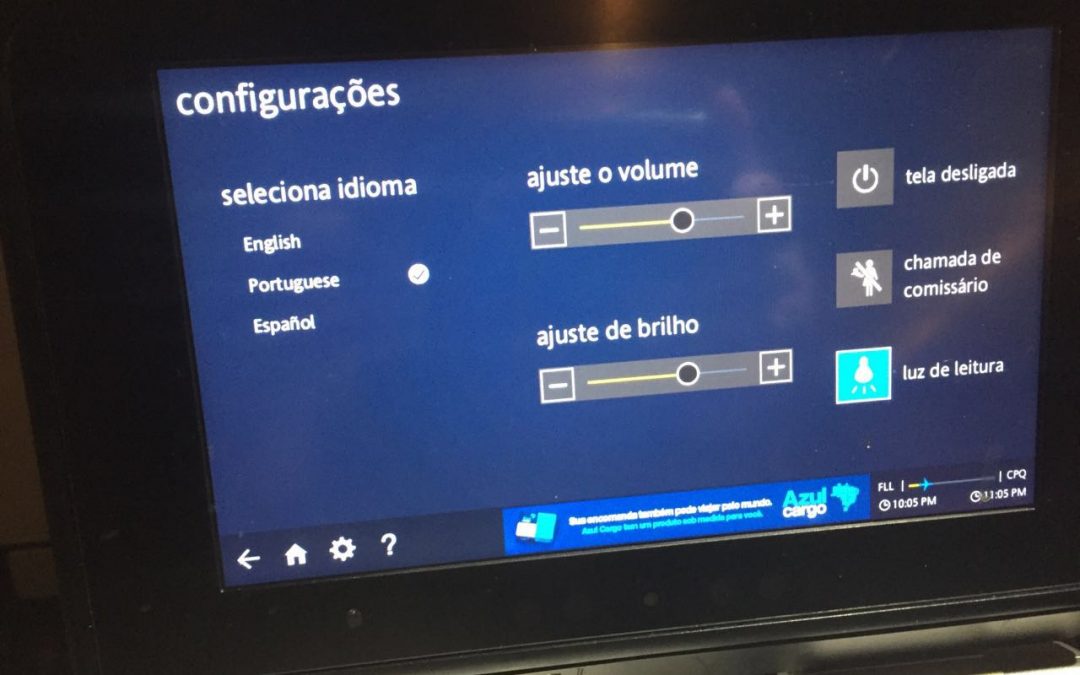 configurações
seleciona idioma
English
Portuguese
Español
ajuste o volume
ajuste de brilho
tela desligada
chamada de
comissário
luz de leitura
Sua encomenda também pode viajar pelo mundo.
Azul Cargo tem um produto sob medida para você.
Azul
cargo
FLL
CPQ
10:05 PM
11:05 PM
?